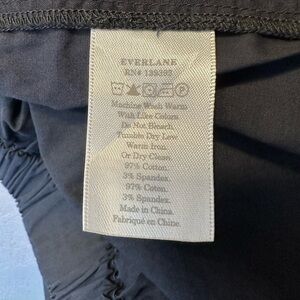 EVERLANE
RN# 139393
Machine Wash Warm
With Like Colors
Do Not Bleach.
Tumble Dry Low
Warm Iron.
Or Dry Clean.
97% Cotton.
3% Spandex.
97% Coton.
3% Spandex.
Made in China.
Fabriqué en Chine.